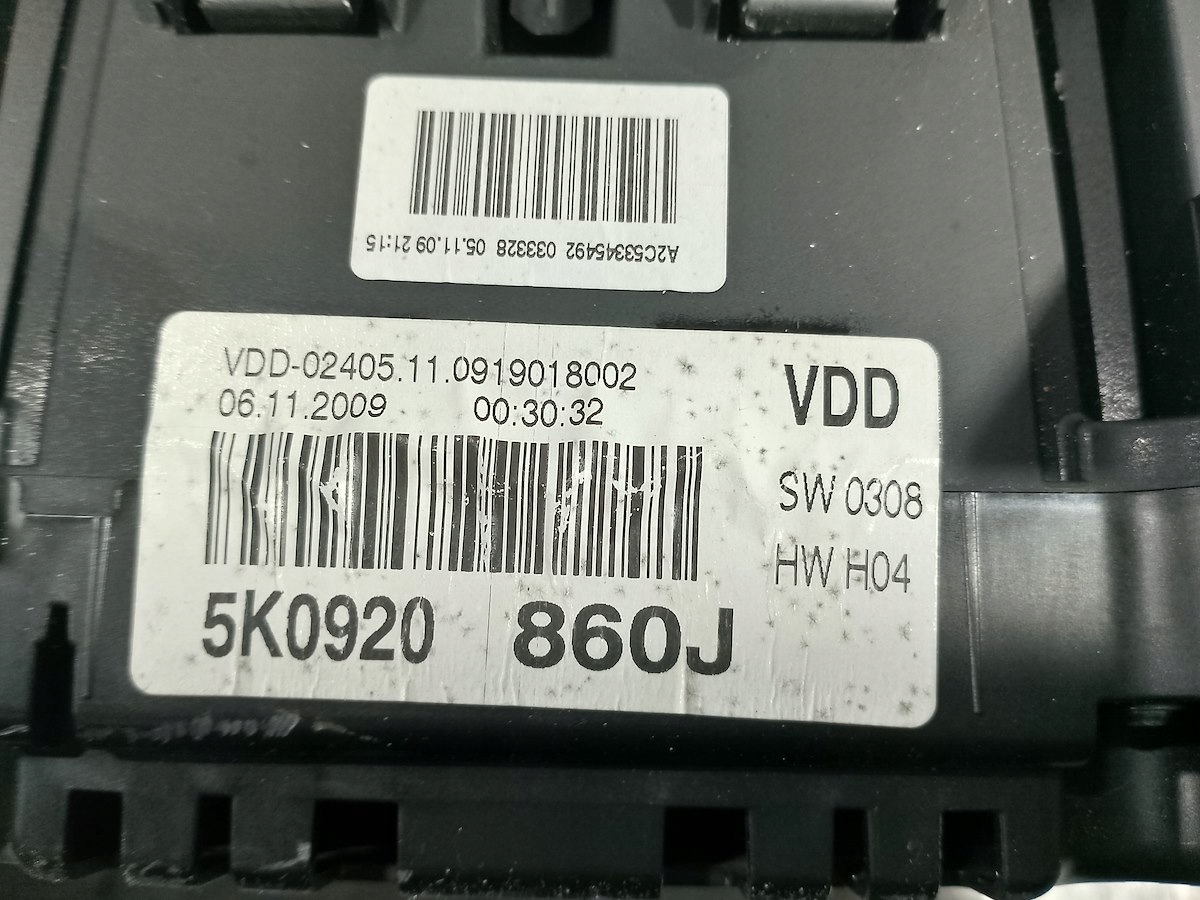 A2C53345492 033328 05.11.09 21:15
VDD-02405.11.0919018002
06.11.2009 00:30:32
VDD
SW 0308
HW H04
5K0920 860J